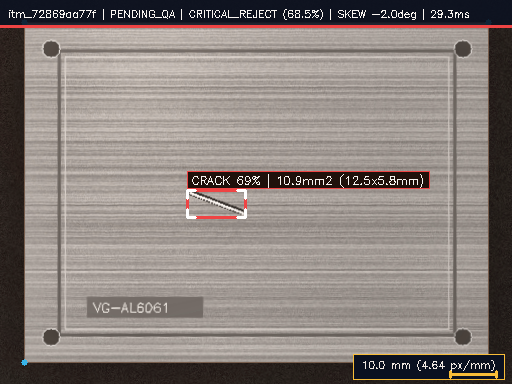 itm_72869aa77f | PENDING_QA | CRITICAL_REJECT (68.5%) | SKEW −2.0deg | 29.3ms
CRACK 69% | 10.9mm2 (12.5x5.8mm)
VG−AL6061
10.0 mm (4.64 px/mm)